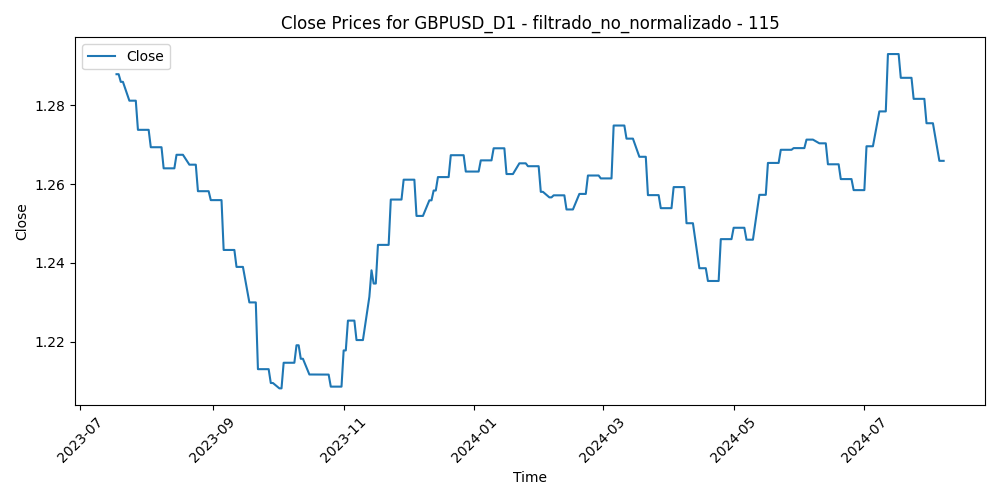 Close Prices for GBPUSD_D1 - filtrado_no_normalizado - 115
Close
1.28
1.26
1.24
1.22
Close
2023-07
2023-09
2023-11
2024-01
2024-03
2024-05
2024-07
Time